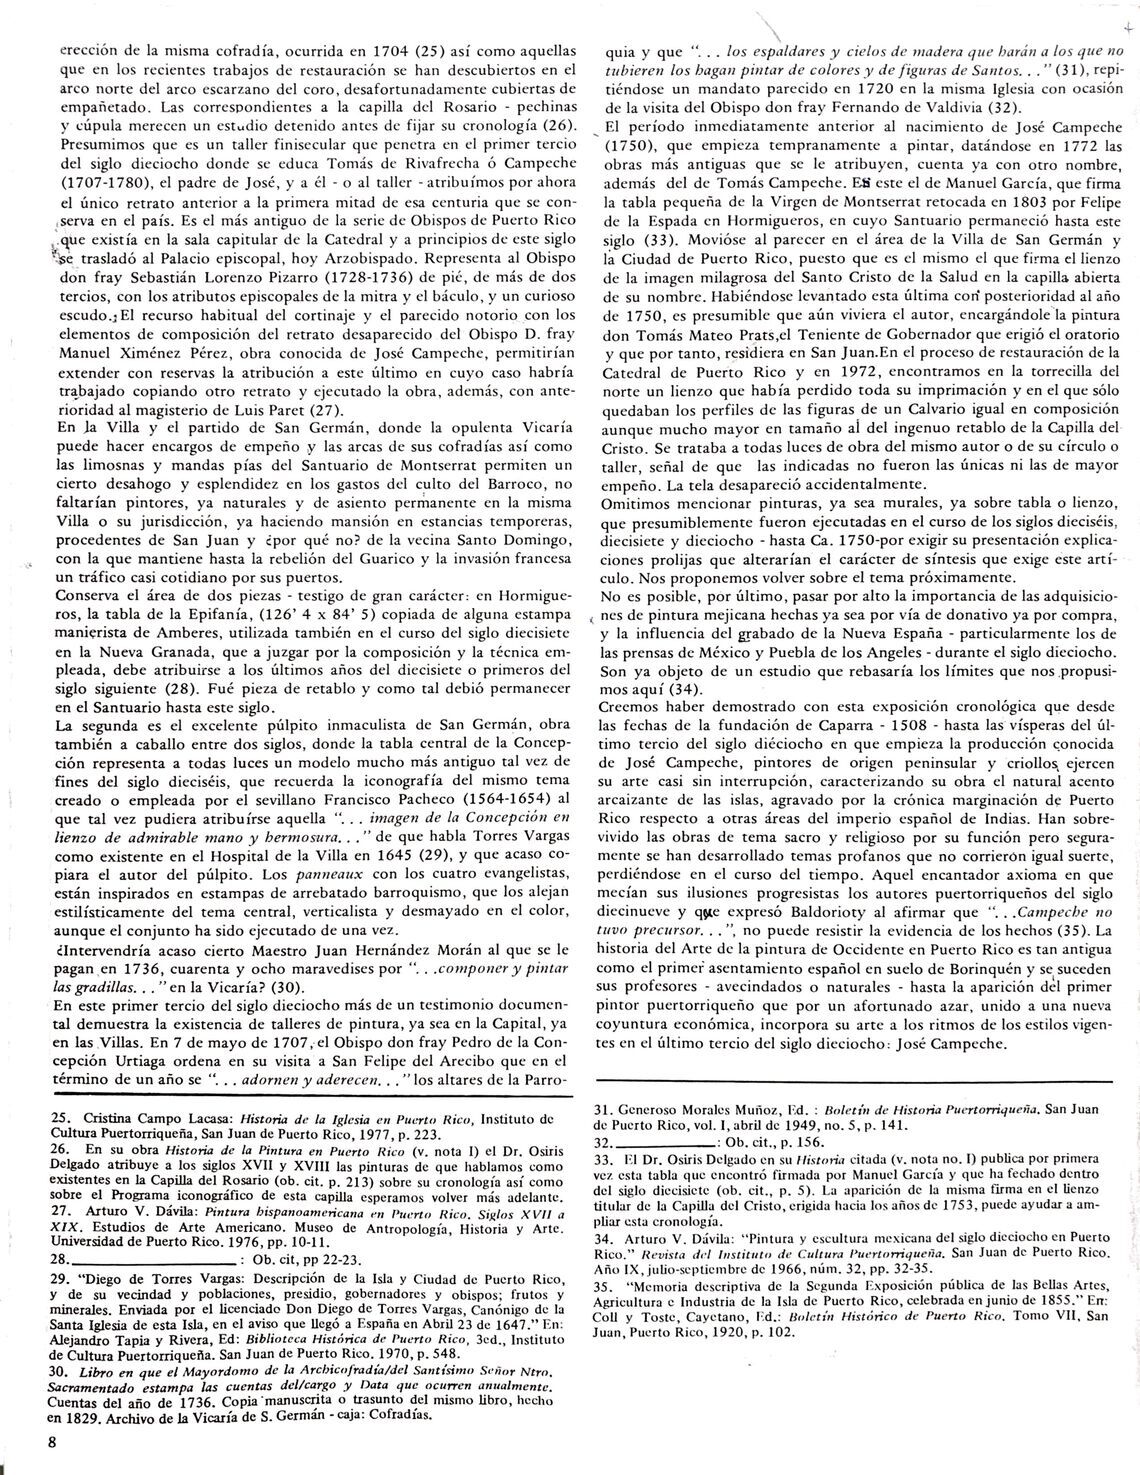 erección de la misma cofradía, ocurrida en 1704 (25) así como aquellas
que en los recientes trabajos de restauración se han descubiertos en el
arco norte del arco escarzano del coro, desafortunadamente cubiertas de
empañetado. Las correspondientes a la capilla del Rosario - pechinas
y cúpula merecen un estudio detenido antes de fijar su cronología (26).
Presumimos que es un taller finisecular que penetra en el primer tercio
del siglo dieciocho donde se educa Tomás de Rivafrecha ó Campeche
(1707-1780), el padre de José, y a él - o al taller - atribuímos por ahora
el único retrato anterior a la primera mitad de esa centuria que se con-
serva en el país. Es el más antiguo de la serie de Obispos de Puerto Rico
que existía en la sala capitular de la Catedral y a principios de este siglo
se trasladó al Palacio episcopal, hoy Arzobispado. Representa al Obispo
don fray Sebastián Lorenzo Pizarro (1728-1736) de pié, de más de dos
tercios, con los atributos episcopales de la mitra y el báculo, y un curioso
escudo. El recurso habitual del cortinaje y el parecido notorio con los
elementos de composición del retrato desaparecido del Obispo D. fray
Manuel Ximénez Pérez, obra conocida de José Campeche, permitirían
extender con reservas la atribución a este último en cuyo caso habría
trabajado copiando otro retrato y ejecutado la obra, además, con ante-
rioridad al magisterio de Luis Paret (27).
En la Villa y el partido de San Germán, donde la opulenta Vicaría
puede hacer encargos de empeño y las arcas de sus cofradías así como
las limosnas y mandas pías del Santuario de Montserrat permiten un
cierto desahogo y esplendidez en los gastos del culto del Barroco, no
faltarían pintores, ya naturales y de asiento permanente en la misma
Villa o su jurisdicción, ya haciendo mansión en estancias temporeras,
procedentes de San Juan y ¿por qué no? de la vecina Santo Domingo,
con la que mantiene hasta la rebelión del Guarico y la invasión francesa
un tráfico casi cotidiano por sus puertos.
Conserva el área de dos piezas - testigo de gran carácter: en Hormigue-
ros, la tabla de la Epifanía, (126' 4 x 84' 5) copiada de alguna estampa
manierista de Amberes, utilizada también en el curso del siglo diecisiete
en la Nueva Granada, que a juzgar por la composición y la técnica em-
pleada, debe atribuirse a los últimos años del diecisiete o primeros del
siglo siguiente (28). Fué pieza de retablo y como tal debió permanecer
en el Santuario hasta este siglo.
La segunda es el excelente púlpito inmaculista de San Germán, obra
también a caballo entre dos siglos, donde la tabla central de la Concep-
ción representa a todas luces un modelo mucho más antiguo tal vez de
fines del siglo dieciséis, que recuerda la iconografía del mismo tema
creado o empleada por el sevillano Francisco Pacheco (1564-1654) al
que tal vez pudiera atribuírse aquella “. . . imagen de la Concepción en
lienzo de admirable mano y hermosura. . .” de que habla Torres Vargas
como existente en el Hospital de la Villa en 1645 (29), y que acaso co-
piara el autor del púlpito. Los panneaux con los cuatro evangelistas,
están inspirados en estampas de arrebatado barroquismo, que los alejan
estilísticamente del tema central, verticalista y desmayado en el color,
aunque el conjunto ha sido ejecutado de una vez.
¿Intervendría acaso cierto Maestro Juan Hernández Morán al que se le
pagan en 1736, cuarenta y ocho maravedises por “. . .componer y pintar
las gradillas. . .” en la Vicaría? (30).
En este primer tercio del siglo dieciocho más de un testimonio documen-
tal demuestra la existencia de talleres de pintura, ya sea en la Capital, ya
en las Villas. En 7 de mayo de 1707, el Obispo don fray Pedro de la Con-
cepción Urtiaga ordena en su visita a San Felipe del Arecibo que en el
término de un año se “. . . adornen y aderecen. . .” los altares de la Parro-
25. Cristina Campo Lacasa: Historia de la Iglesia en Puerto Rico, Instituto de
Cultura Puertorriqueña, San Juan de Puerto Rico, 1977, p. 223.
26. En su obra Historia de la Pintura en Puerto Rico (v. nota I) el Dr. Osiris
Delgado atribuye a los siglos XVII y XVIII las pinturas de que hablamos como
existentes en la Capilla del Rosario (ob. cit. p. 213) sobre su cronología así como
sobre el Programa iconográfico de esta capilla esperamos volver más adelante.
27. Arturo V. Dávila: Pintura hispanoamericana en Puerto Rico. Siglos XVII a
XIX. Estudios de Arte Americano. Museo de Antropología, Historia y Arte.
Universidad de Puerto Rico. 1976, pp. 10-11.
28. ________________ : Ob. cit, pp 22-23.
29. “Diego de Torres Vargas: Descripción de la Isla y Ciudad de Puerto Rico,
y de su vecindad y poblaciones, presidio, gobernadores y obispos; frutos y
minerales. Enviada por el licenciado Don Diego de Torres Vargas, Canónigo de la
Santa Iglesia de esta Isla, en el aviso que llegó a España en Abril 23 de 1647.” En:
Alejandro Tapia y Rivera, Ed: Biblioteca Histórica de Puerto Rico, 3ed., Instituto
de Cultura Puertorriqueña. San Juan de Puerto Rico. 1970, p. 548.
30. Libro en que el Mayordomo de la Archicofradía/del Santísimo Señor Ntro.
Sacramentado estampa las cuentas del/cargo y Data que ocurren anualmente.
Cuentas del año de 1736. Copia manuscrita o trasunto del mismo libro, hecho
en 1829. Archivo de la Vicaría de S. Germán - caja: Cofradías.
8
quia y que “. . . los espaldares y cielos de madera que harán a los que no
tubieren los hagan pintar de colores y de figuras de Santos. . .” (31), repi-
tiéndose un mandato parecido en 1720 en la misma Iglesia con ocasión
de la visita del Obispo don fray Fernando de Valdivia (32).
El período inmediatamente anterior al nacimiento de José Campeche
(1750), que empieza tempranamente a pintar, datándose en 1772 las
obras más antiguas que se le atribuyen, cuenta ya con otro nombre,
además del de Tomás Campeche. Es este el de Manuel García, que firma
la tabla pequeña de la Virgen de Montserrat retocada en 1803 por Felipe
de la Espada en Hormigueros, en cuyo Santuario permaneció hasta este
siglo (33). Movióse al parecer en el área de la Villa de San Germán y
la Ciudad de Puerto Rico, puesto que es el mismo el que firma el lienzo
de la imagen milagrosa del Santo Cristo de la Salud en la capilla abierta
de su nombre. Habiéndose levantado esta última con posterioridad al año
de 1750, es presumible que aún viviera el autor, encargándole la pintura
don Tomás Mateo Prats,el Teniente de Gobernador que erigió el oratorio
y que por tanto, residiera en San Juan.En el proceso de restauración de la
Catedral de Puerto Rico y en 1972, encontramos en la torrecilla del
norte un lienzo que había perdido toda su imprimación y en el que sólo
quedaban los perfiles de las figuras de un Calvario igual en composición
aunque mucho mayor en tamaño al del ingenuo retablo de la Capilla del
Cristo. Se trataba a todas luces de obra del mismo autor o de su círculo o
taller, señal de que las indicadas no fueron las únicas ni las de mayor
empeño. La tela desapareció accidentalmente.
Omitimos mencionar pinturas, ya sea murales, ya sobre tabla o lienzo,
que presumiblemente fueron ejecutadas en el curso de los siglos dieciséis,
diecisiete y dieciocho - hasta Ca. 1750-por exigir su presentación explica-
ciones prolijas que alterarían el carácter de síntesis que exige este artí-
culo. Nos proponemos volver sobre el tema próximamente.
No es posible, por último, pasar por alto la importancia de las adquisicio-
nes de pintura mejicana hechas ya sea por vía de donativo ya por compra,
y la influencia del grabado de la Nueva España - particularmente los de
las prensas de México y Puebla de los Angeles - durante el siglo dieciocho.
Son ya objeto de un estudio que rebasaría los límites que nos propusi-
mos aquí (34).
Creemos haber demostrado con esta exposición cronológica que desde
las fechas de la fundación de Caparra - 1508 - hasta las vísperas del úl-
timo tercio del siglo diéciocho en que empieza la producción conocida
de José Campeche, pintores de origen peninsular y criollos, ejercen
su arte casi sin interrupción, caracterizando su obra el natural acento
arcaizante de las islas, agravado por la crónica marginación de Puerto
Rico respecto a otras áreas del imperio español de Indias. Han sobre-
vivido las obras de tema sacro y religioso por su función pero segura-
mente se han desarrollado temas profanos que no corrierón igual suerte,
perdiéndose en el curso del tiempo. Aquel encantador axioma en que
mecían sus ilusiones progresistas los autores puertorriqueños del siglo
diecinueve y que expresó Baldorioty al afirmar que “. . .Campeche no
tuvo precursor. . .”, no puede resistir la evidencia de los hechos (35). La
historia del Arte de la pintura de Occidente en Puerto Rico es tan antigua
como el primer asentamiento español en suelo de Borinquén y se suceden
sus profesores - avecindados o naturales - hasta la aparición dél primer
pintor puertorriqueño que por un afortunado azar, unido a una nueva
coyuntura económica, incorpora su arte a los ritmos de los estilos vigen-
tes en el último tercio del siglo dieciocho: José Campeche.
31. Generoso Morales Muñoz, Ed. : Boletín de Historia Puertorriqueña. San Juan
de Puerto Rico, vol. I, abril de 1949, no. 5, p. 141.
32.__________: Ob. cit., p. 156.
33. El Dr. Osiris Delgado en su Historia citada (v. nota no. I) publica por primera
vez esta tabla que encontró firmada por Manuel García y que ha fechado dentro
del siglo diecisiete (ob. cit., p. 5). La aparición de la misma firma en el lienzo
titular de la Capilla del Cristo, erigida hacia los años de 1753, puede ayudar a am-
pliar esta cronología.
34. Arturo V. Dávila: “Pintura y escultura mexicana del siglo dieciocho en Puerto
Rico.” Revista del Instituto de Cultura Puertorriqueña. San Juan de Puerto Rico.
Año IX, julio-septiembre de 1966, núm. 32, pp. 32-35.
35. “Memoria descriptiva de la Segunda Exposición pública de las Bellas Artes,
Agricultura e Industria de la Isla de Puerto Rico, celebrada en junio de 1855.” En:
Coll y Toste, Cayetano, Ed.: Boletín Histórico de Puerto Rico. Tomo VII, San
Juan, Puerto Rico, 1920, p. 102.